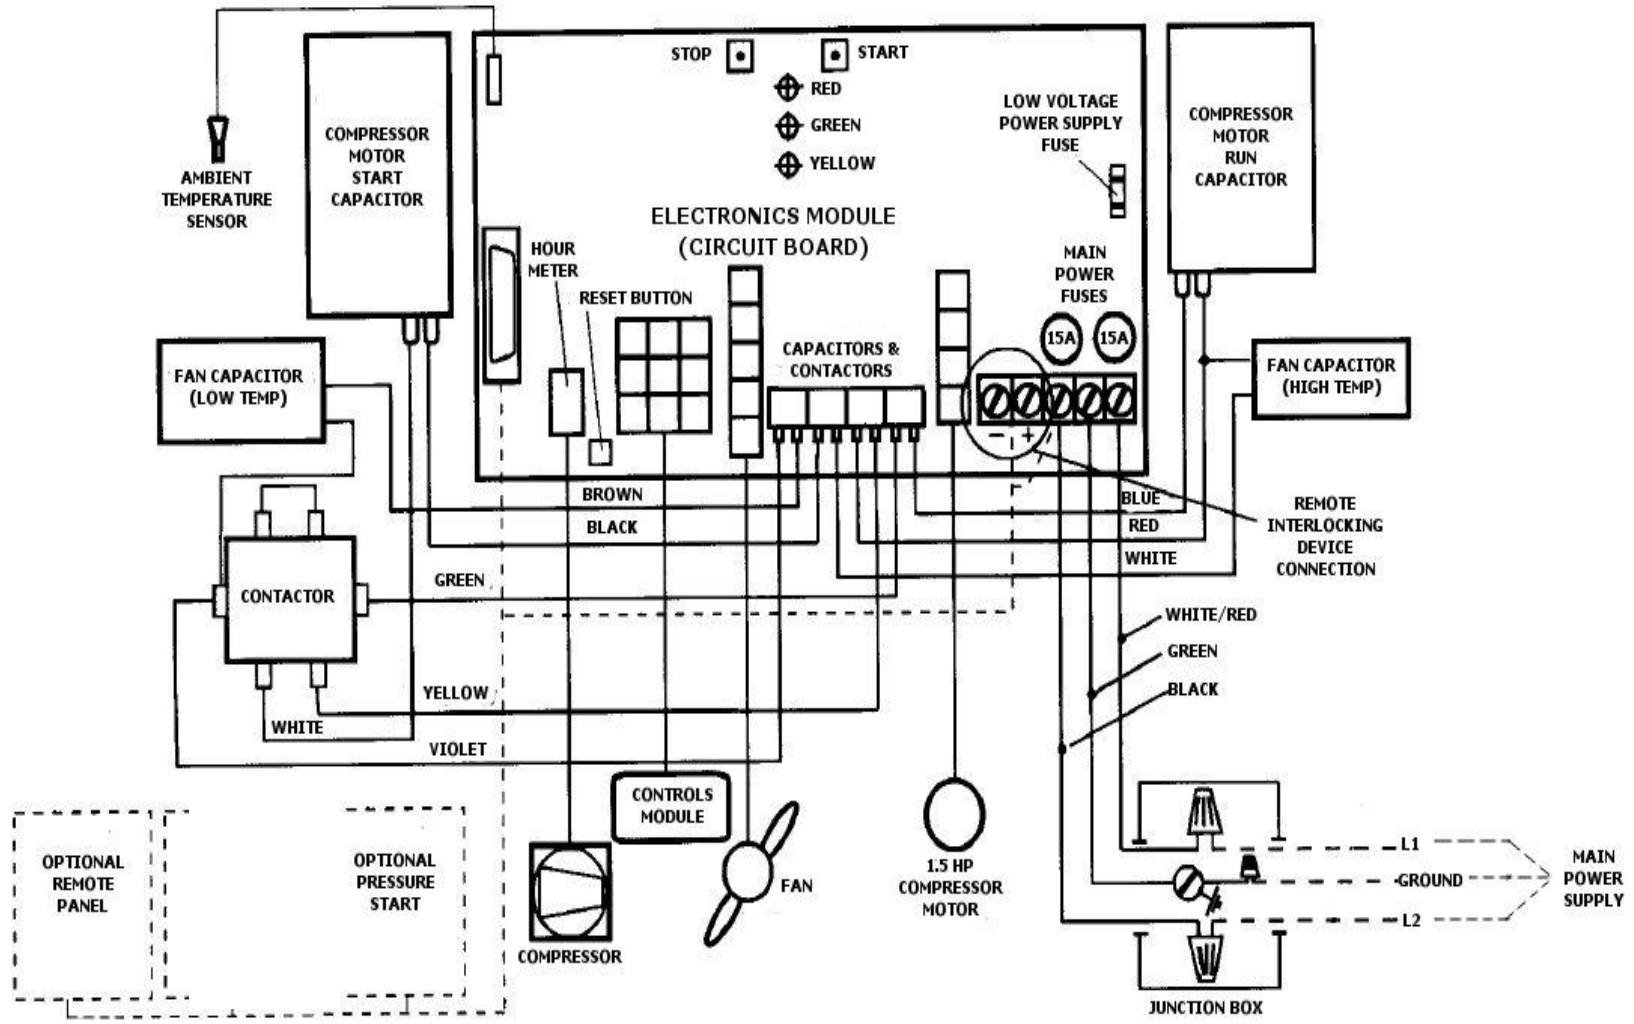 STOP
START
RED
GREEN
YELLOW
LOW VOLTAGE
POWER SUPPLY
FUSE
COMPRESSOR
MOTOR
START
CAPACITOR
COMPRESSOR
MOTOR
RUN
CAPACITOR
AMBIENT
TEMPERATURE
SENSOR
ELECTRONICS MODULE
(CIRCUIT BOARD)
HOUR
METER
RESET BUTTON
MAIN
POWER
FUSES
15A
15A
CAPACITORS &
CONTACTORS
FAN CAPACITOR
(LOW TEMP)
FAN CAPACITOR
(HIGH TEMP)
− +
BROWN
BLACK
BLUE
RED
WHITE
REMOTE
INTERLOCKING
DEVICE
CONNECTION
GREEN
CONTACTOR
WHITE/RED
GREEN
BLACK
YELLOW
WHITE
VIOLET
CONTROLS
MODULE
OPTIONAL
REMOTE
PANEL
OPTIONAL
PRESSURE
START
COMPRESSOR
FAN
1.5 HP
COMPRESSOR
MOTOR
L1
GROUND
L2
MAIN
POWER
SUPPLY
JUNCTION BOX